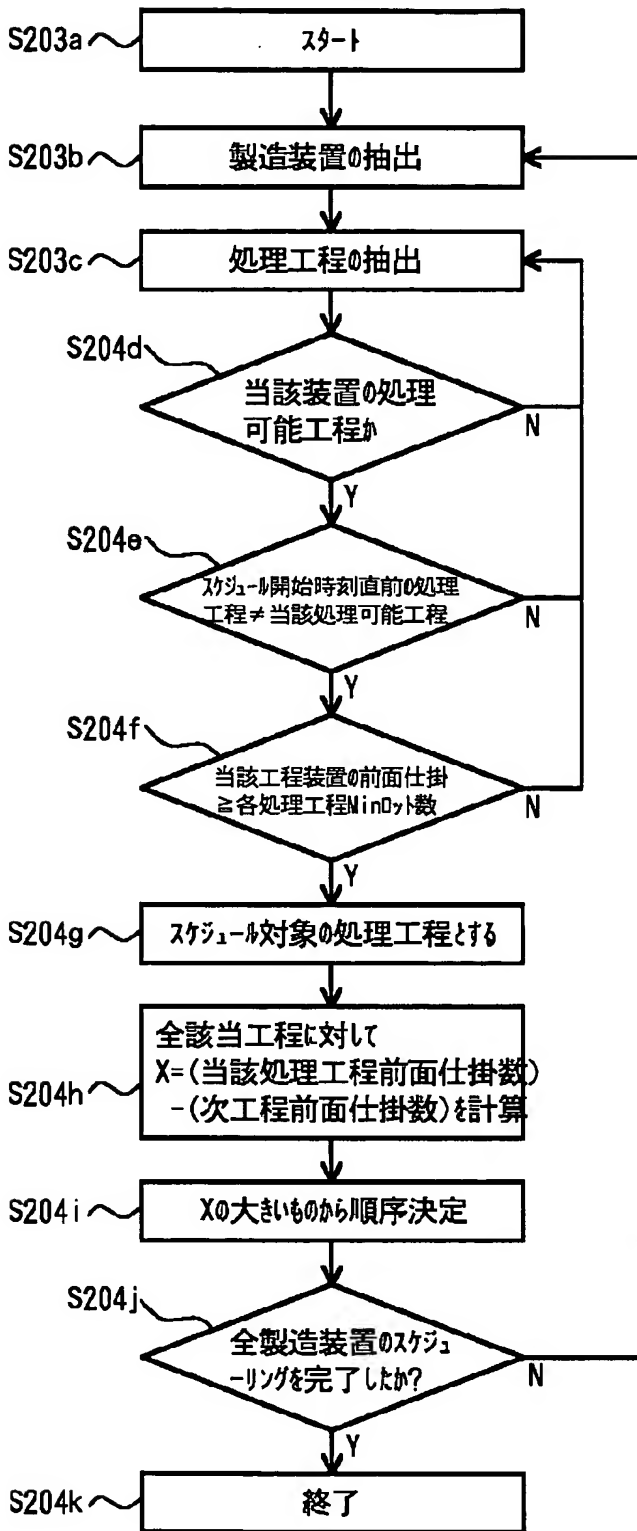 S203a
スタート
S203b
製造装置の抽出
S203c
処理工程の抽出
S204d
当該装置の処理
可能工程か
N
Y
S204e
スケジュール開始時刻直前の処理
工程≠当該処理可能工程
N
Y
S204f
当該工程装置の前面仕掛
≧各処理工程Minロット数
N
Y
S204g
スケジュール対象の処理工程とする
S204h
全該当工程に対して
X=(当該処理工程前面仕掛数)
-(次工程前面仕掛数)を計算
S204i
Xの大きいものから順序決定
S204j
全製造装置のスケジュ
ーリングを完了したか?
N
Y
S204k
終了